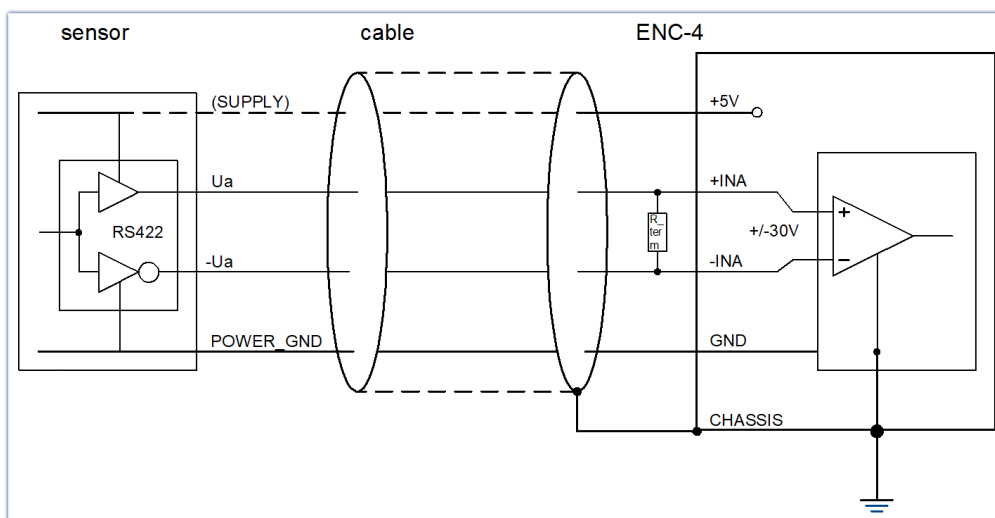 sensor
cable
ENC-4
(SUPPLY)
+5V
Ua
+INA
RS422
R_
ter
m
+/-30V
-Ua
-INA
POWER_GND
GND
CHASSIS
+
−